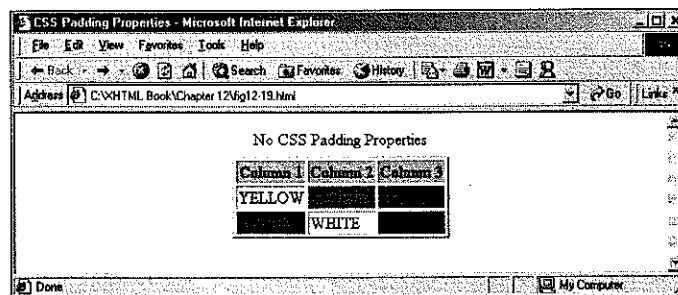 CSS Padding Properties - Microsoft Internet Explorer
File Edit View Favorites Tools Help
Back Search Favorites History
Address C:\XHTML Book\Chapter 12\fig12-19.html Go Links
No CSS Padding Properties
Column 1 Column 2 Column 3
YELLOW
WHITE
Done My Computer